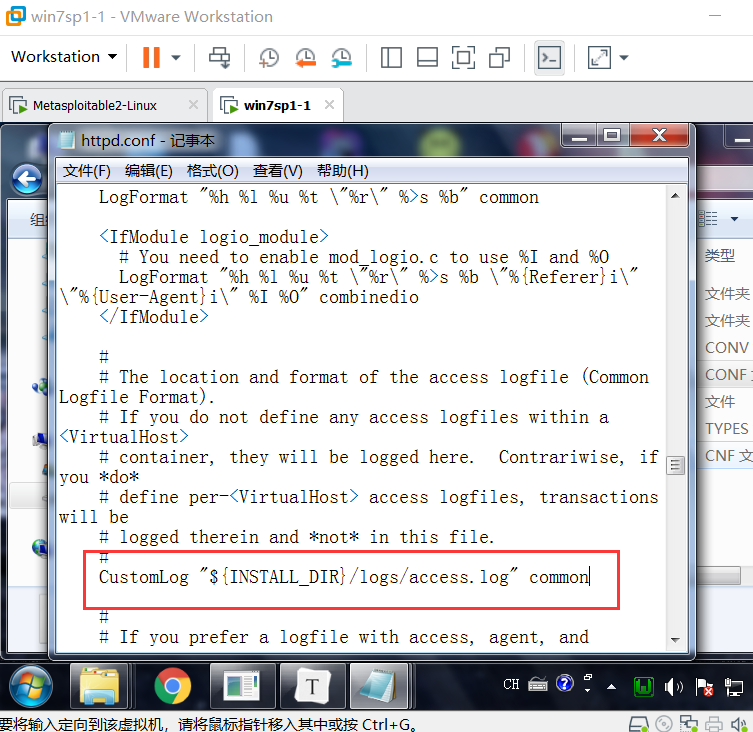 win7sp1-1 - VMware Workstation
Workstation
Metasploitable2-Linux
win7sp1-1
httpd.conf - 记事本
文件(F) 编辑(E) 格式(O) 查看(V) 帮助(H)
LogFormat "%h %l %u %t \"%r\" %>s %b" common
<IfModule logio_module>
# You need to enable mod_logio.c to use %I and %O
LogFormat "%h %l %u %t \"%r\" %>s %b \"%{Referer}i\"
\"%{User-Agent}i\" %I %O" combinedio
</IfModule>
#
# The location and format of the access logfile (Common
Logfile Format).
# If you do not define any access logfiles within a
<VirtualHost>
# container, they will be logged here.  Contrariwise, if
you *do*
# define per-<VirtualHost> access logfiles, transactions
will be
# logged therein and *not* in this file.
#
CustomLog "${INSTALL_DIR}/logs/access.log" common
#
# If you prefer a logfile with access, agent, and
组
类型
文件夹
文件夹
CONV
CONF
文件
TYPES
CNF 文
CH
要将输入定向到该虚拟机，请将鼠标指针移入其中或按 Ctrl+G。